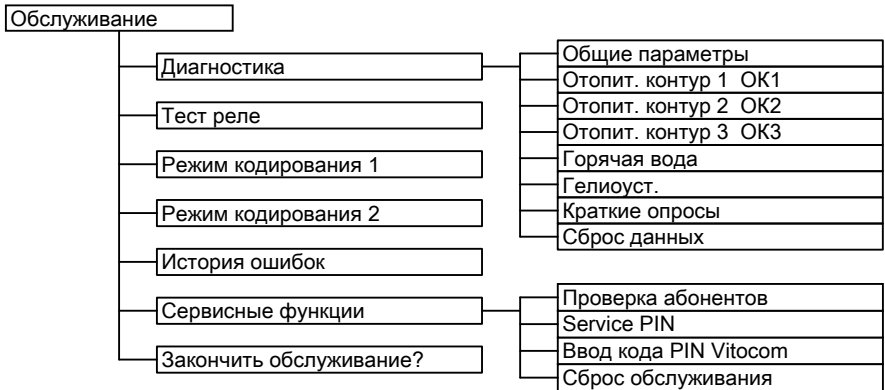 Обслуживание
Диагностика
Общие параметры
Отопит. контур 1 ОК1
Отопит. контур 2 ОК2
Отопит. контур 3 ОК3
Горячая вода
Гелиоуст.
Краткие опросы
Сброс данных
Тест реле
Режим кодирования 1
Режим кодирования 2
История ошибок
Сервисные функции
Проверка абонентов
Service PIN
Ввод кода PIN Vitocom
Сброс обслуживания
Закончить обслуживание?